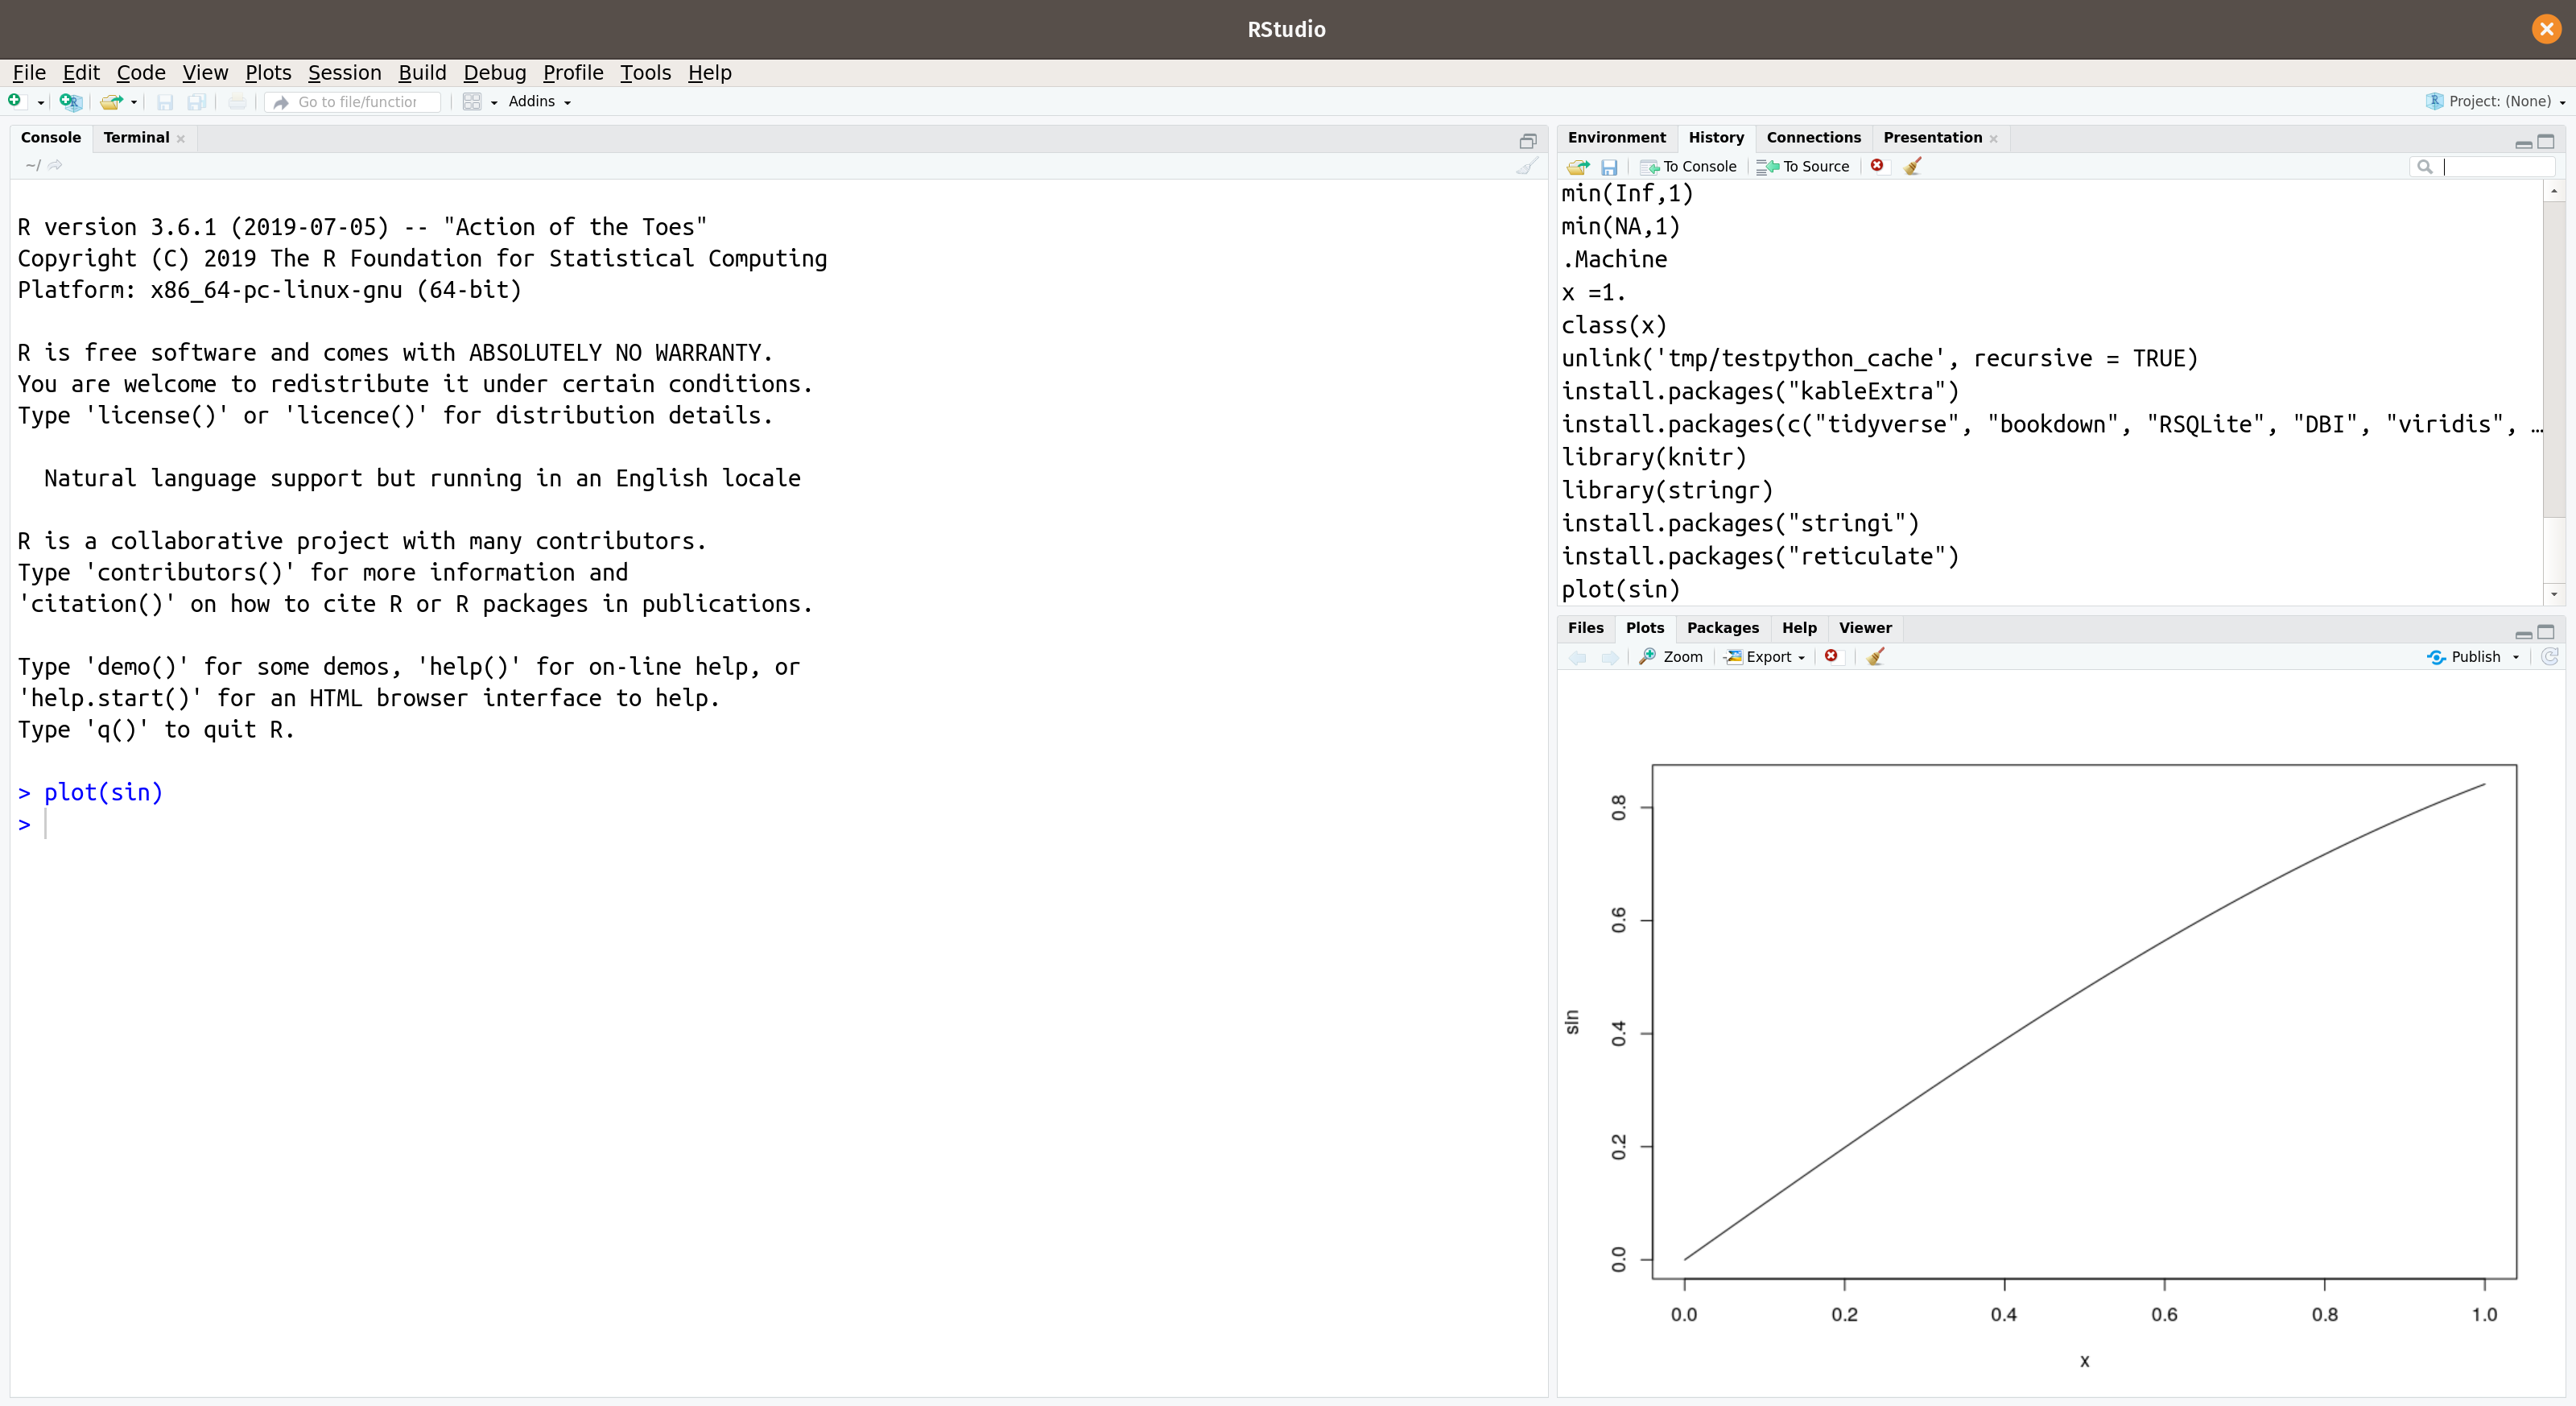 RStudio
File Edit Code View Plots Session Build Debug Profile Tools Help
Go to file/function Addins Project: (None)
Console Terminal
~/
R version 3.6.1 (2019-07-05) -- "Action of the Toes"
Copyright (C) 2019 The R Foundation for Statistical Computing
Platform: x86_64-pc-linux-gnu (64-bit)
R is free software and comes with ABSOLUTELY NO WARRANTY.
You are welcome to redistribute it under certain conditions.
Type 'license()' or 'licence()' for distribution details.
Natural language support but running in an English locale
R is a collaborative project with many contributors.
Type 'contributors()' for more information and
'citation()' on how to cite R or R packages in publications.
Type 'demo()' for some demos, 'help()' for on-line help, or
'help.start()' for an HTML browser interface to help.
Type 'q()' to quit R.
> plot(sin)
>
Environment History Connections Presentation
To Console To Source
min(Inf,1)
min(NA,1)
.Machine
x =1.
class(x)
unlink('tmp/testpython_cache', recursive = TRUE)
install.packages("kableExtra")
install.packages(c("tidyverse", "bookdown", "RSQLite", "DBI", "viridis", …
library(knitr)
library(stringr)
install.packages("stringi")
install.packages("reticulate")
plot(sin)
Files Plots Packages Help Viewer
Zoom Export Publish
0.8
0.6
0.4
0.2
0.0
sin
0.0 0.2 0.4 0.6 0.8 1.0
x